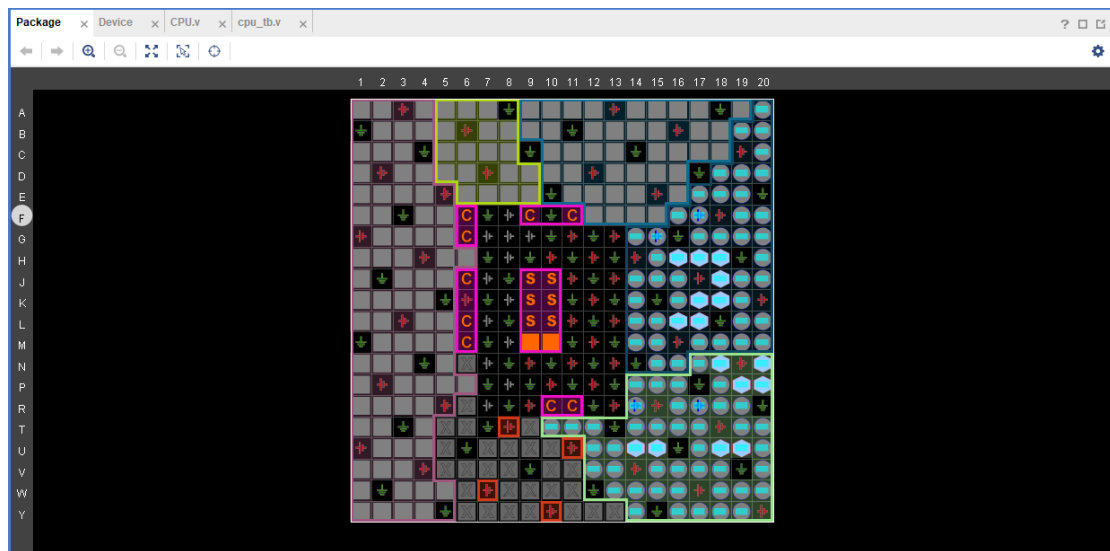 Package × Device × CPU.v × cpu_tb.v × ?
1 2 3 4 5 6 7 8 9 10 11 12 13 14 15 16 17 18 19 20
A
B
C
D
E
F C C C
G C
H
J C S S
K S S
L C S S
M C
N
P
R C C
T
U
V
W
Y